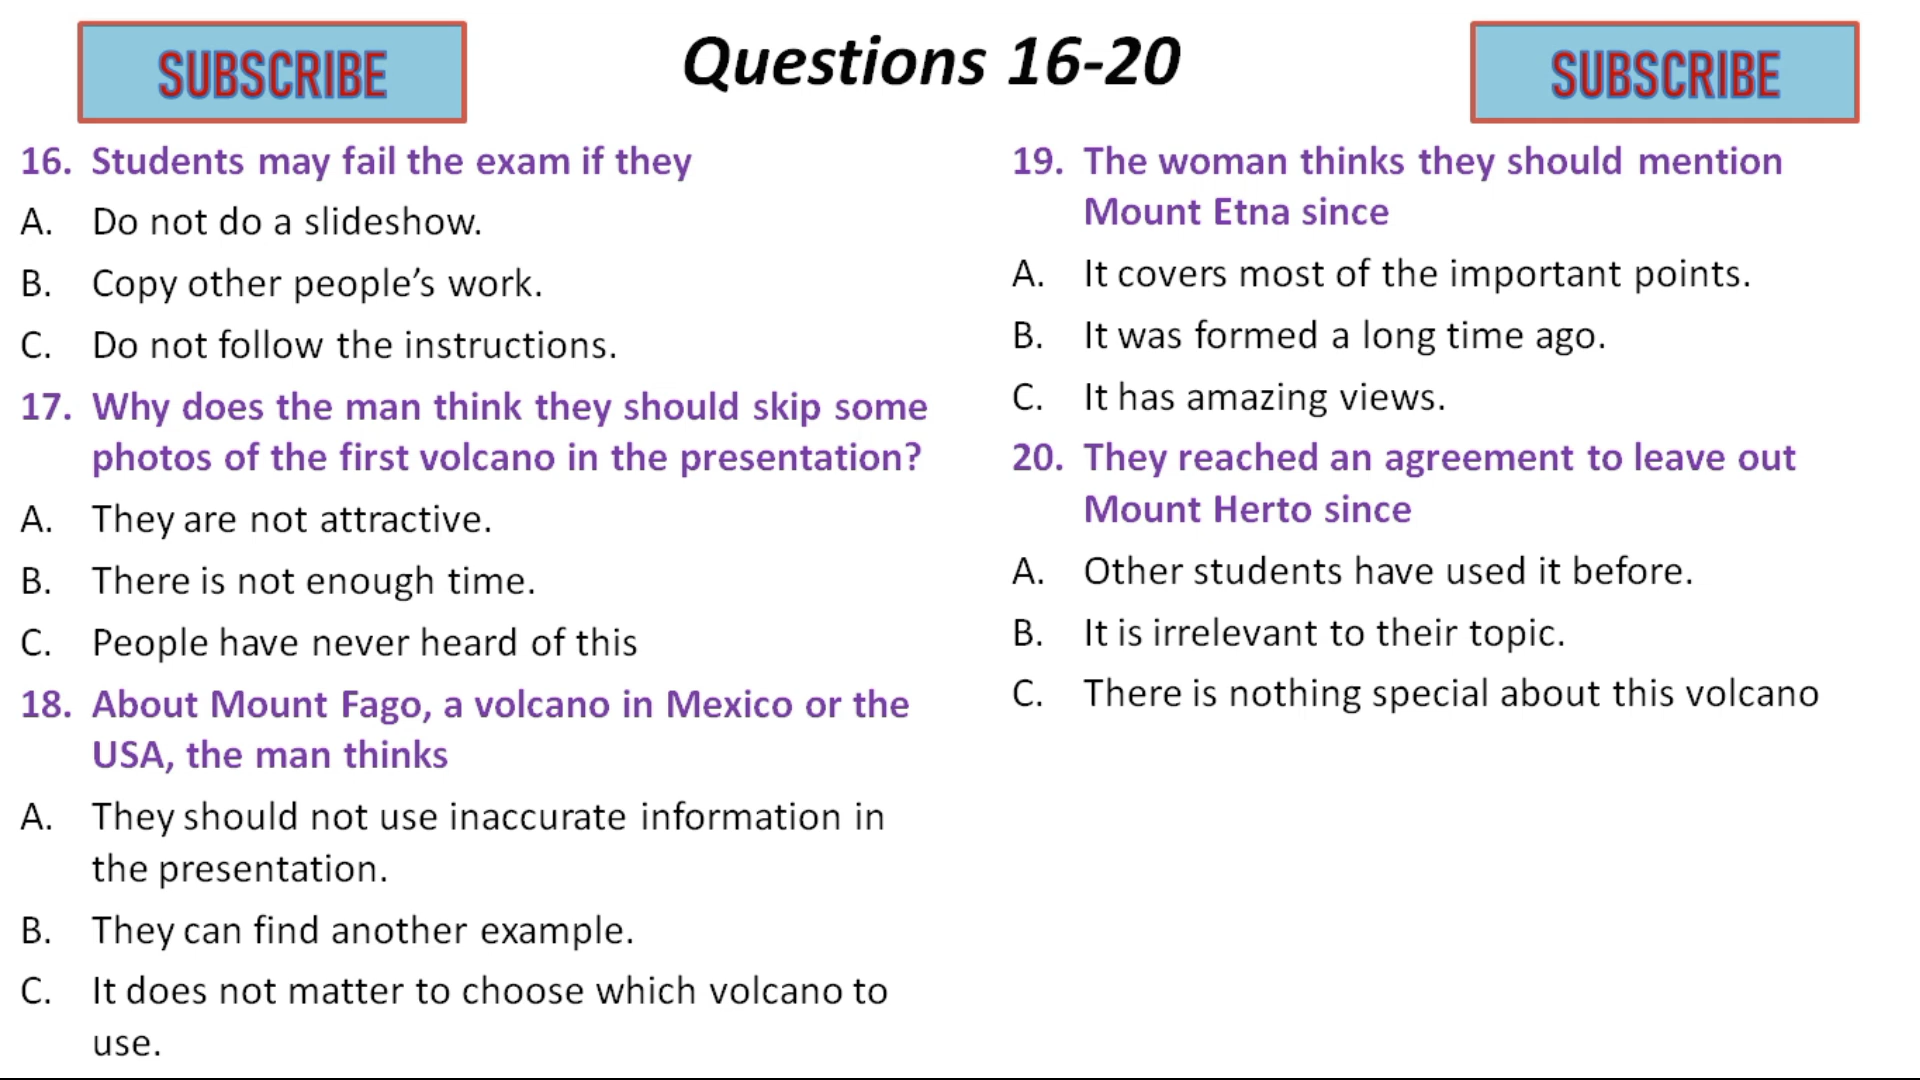 SUBSCRIBE
Questions 16-20
SUBSCRIBE
16. Students may fail the exam if they
A. Do not do a slideshow.
B. Copy other people’s work.
C. Do not follow the instructions.
17. Why does the man think they should skip some
photos of the first volcano in the presentation?
A. They are not attractive.
B. There is not enough time.
C. People have never heard of this
18. About Mount Fago, a volcano in Mexico or the
USA, the man thinks
A. They should not use inaccurate information in
the presentation.
B. They can find another example.
C. It does not matter to choose which volcano to
use.
19. The woman thinks they should mention
Mount Etna since
A. It covers most of the important points.
B. It was formed a long time ago.
C. It has amazing views.
20. They reached an agreement to leave out
Mount Herto since
A. Other students have used it before.
B. It is irrelevant to their topic.
C. There is nothing special about this volcano